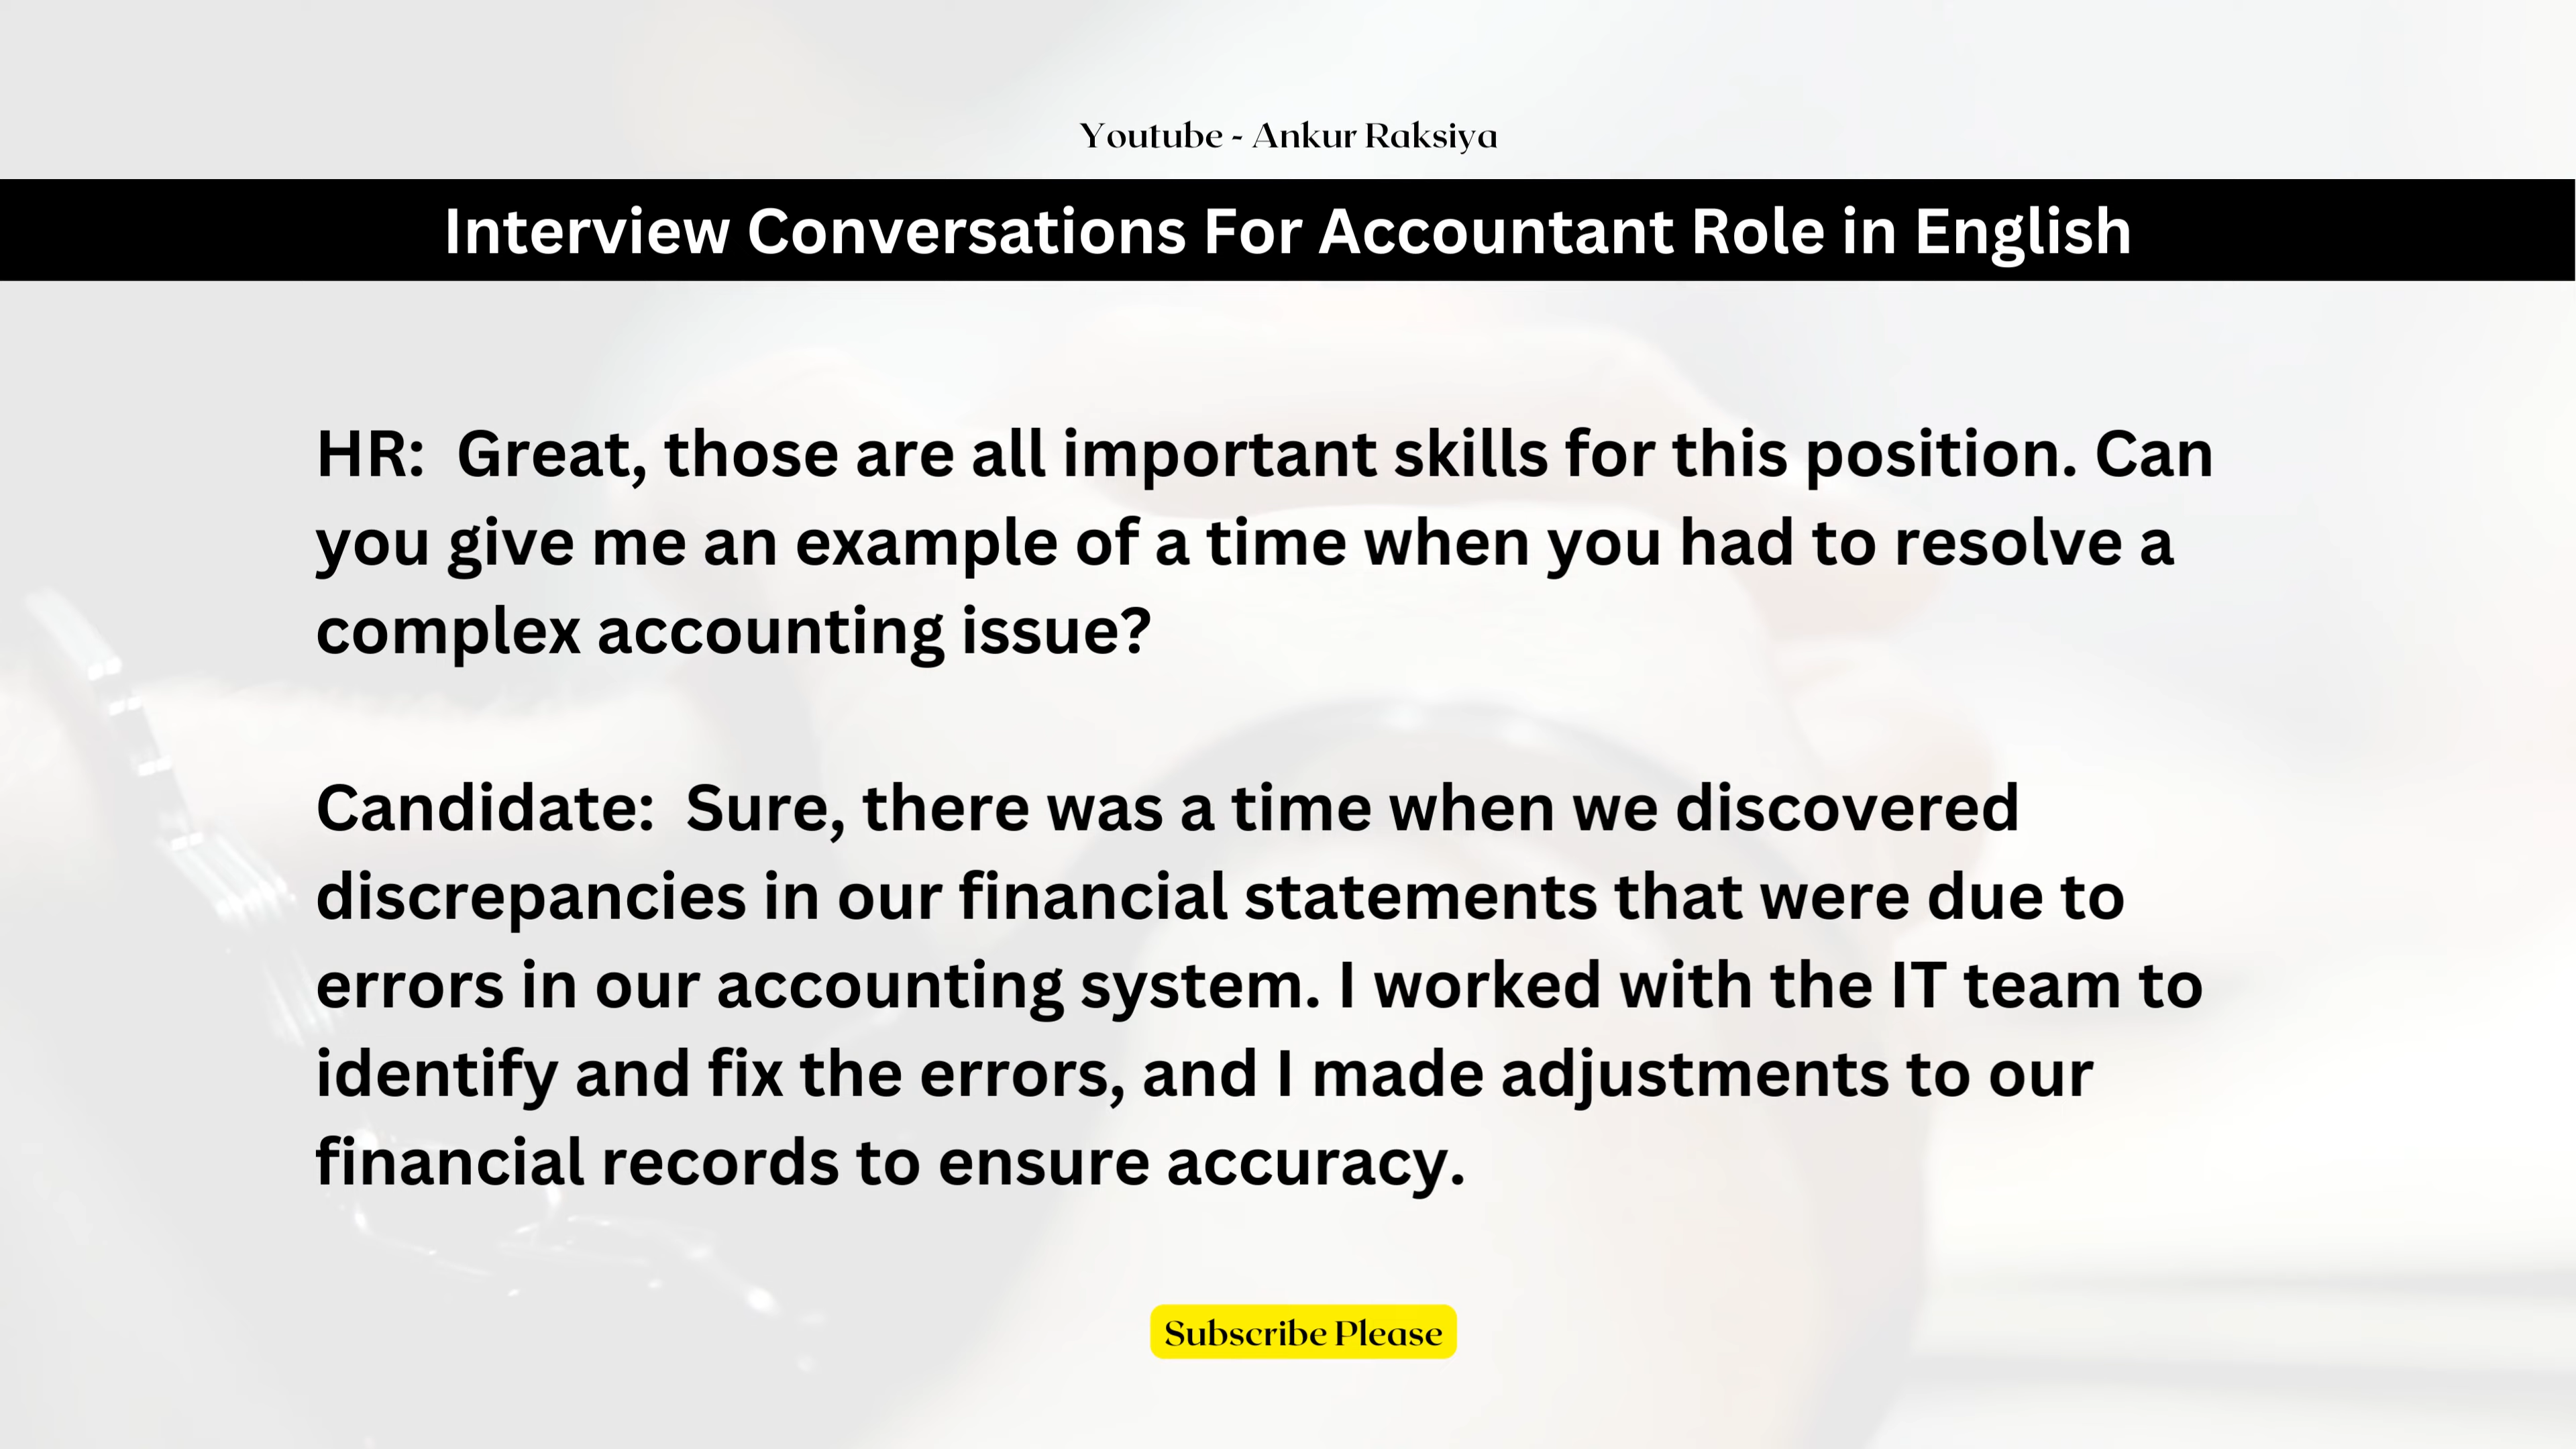 Youtube - Ankur Raksiya
Interview Conversations For Accountant Role in English
HR:  Great, those are all important skills for this position. Can
you give me an example of a time when you had to resolve a
complex accounting issue?
Candidate:  Sure, there was a time when we discovered
discrepancies in our financial statements that were due to
errors in our accounting system. I worked with the IT team to
identify and fix the errors, and I made adjustments to our
financial records to ensure accuracy.
Subscribe Please